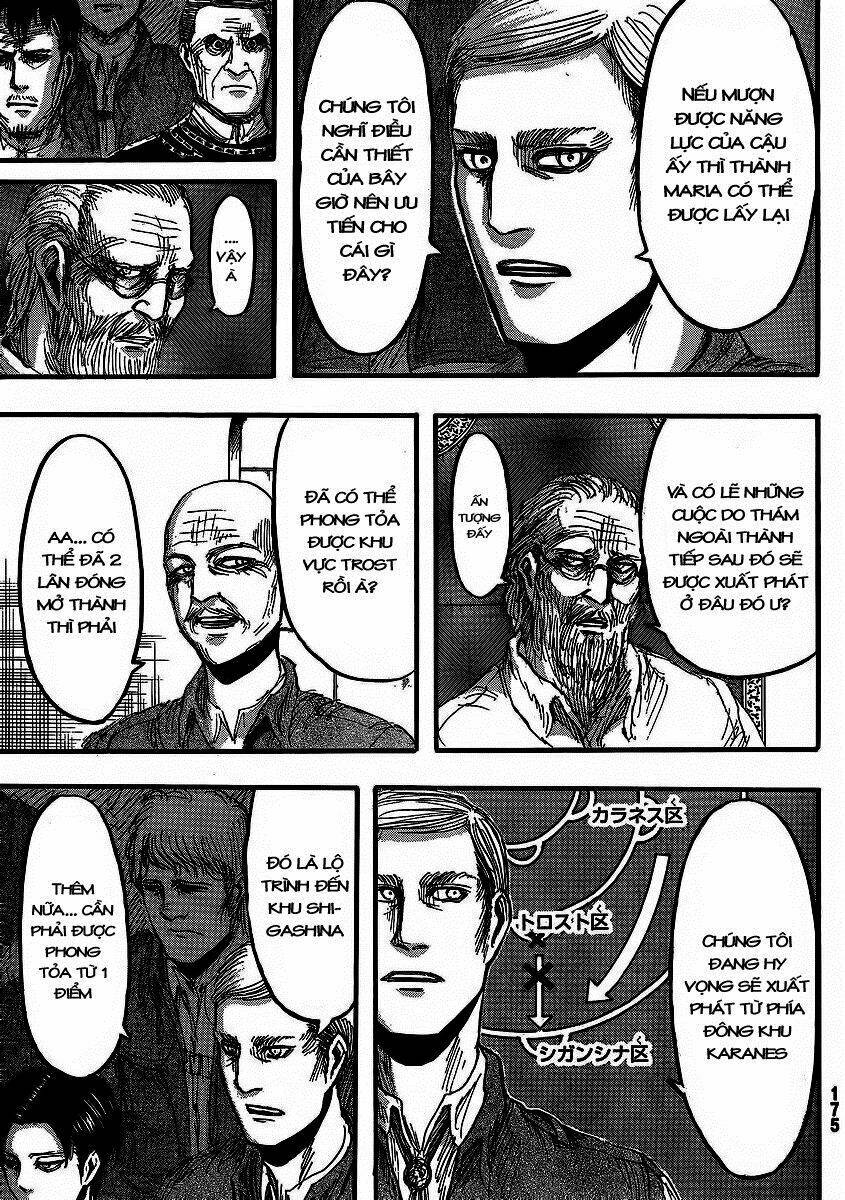 NẾU MƯỢN
ĐƯỢC NĂNG
LỰC CỦA CẬU
ẤY THÌ THÀNH
MARIA CÓ THỂ
ĐƯỢC LẤY LẠI
CHÚNG TÔI
NGHĨ ĐIỀU
CẦN THIẾT
CỦA BÂY
GIỜ NÊN ƯU
TIẾN CHO
CÁI GÌ
ĐÂY?
....
VẬY
À
VÀ CÓ LẼ NHỮNG
CUỘC DO THÁM
NGOÀI THÀNH
TIẾP SAU ĐÓ SẼ
ĐƯỢC XUẤT PHÁT
Ở ĐÂU ĐÓ Ư?
ẤN
TƯỢNG
ĐẤY
ĐÃ CÓ THỂ
PHONG TỎA
ĐƯỢC KHU
VỰC TROST
RỒI À?
AA... CÓ
THỂ ĐÃ 2
LÂN ĐÓNG
MỞ THÀNH
THÌ PHẢI
カラネス区
トロスト区
シガンシナ区
CHÚNG TÔI
ĐANG HY
VỌNG SẼ XUẤT
PHÁT TỪ PHÍA
ĐÔNG KHU
KARANES
ĐÓ LÀ LỘ
TRÌNH ĐẾN
KHU SHI-
GASHINA
THÊM
NỮA... CẦN
PHẢI ĐƯỢC
PHONG
TỎA TỪ 1
ĐIỂM
175